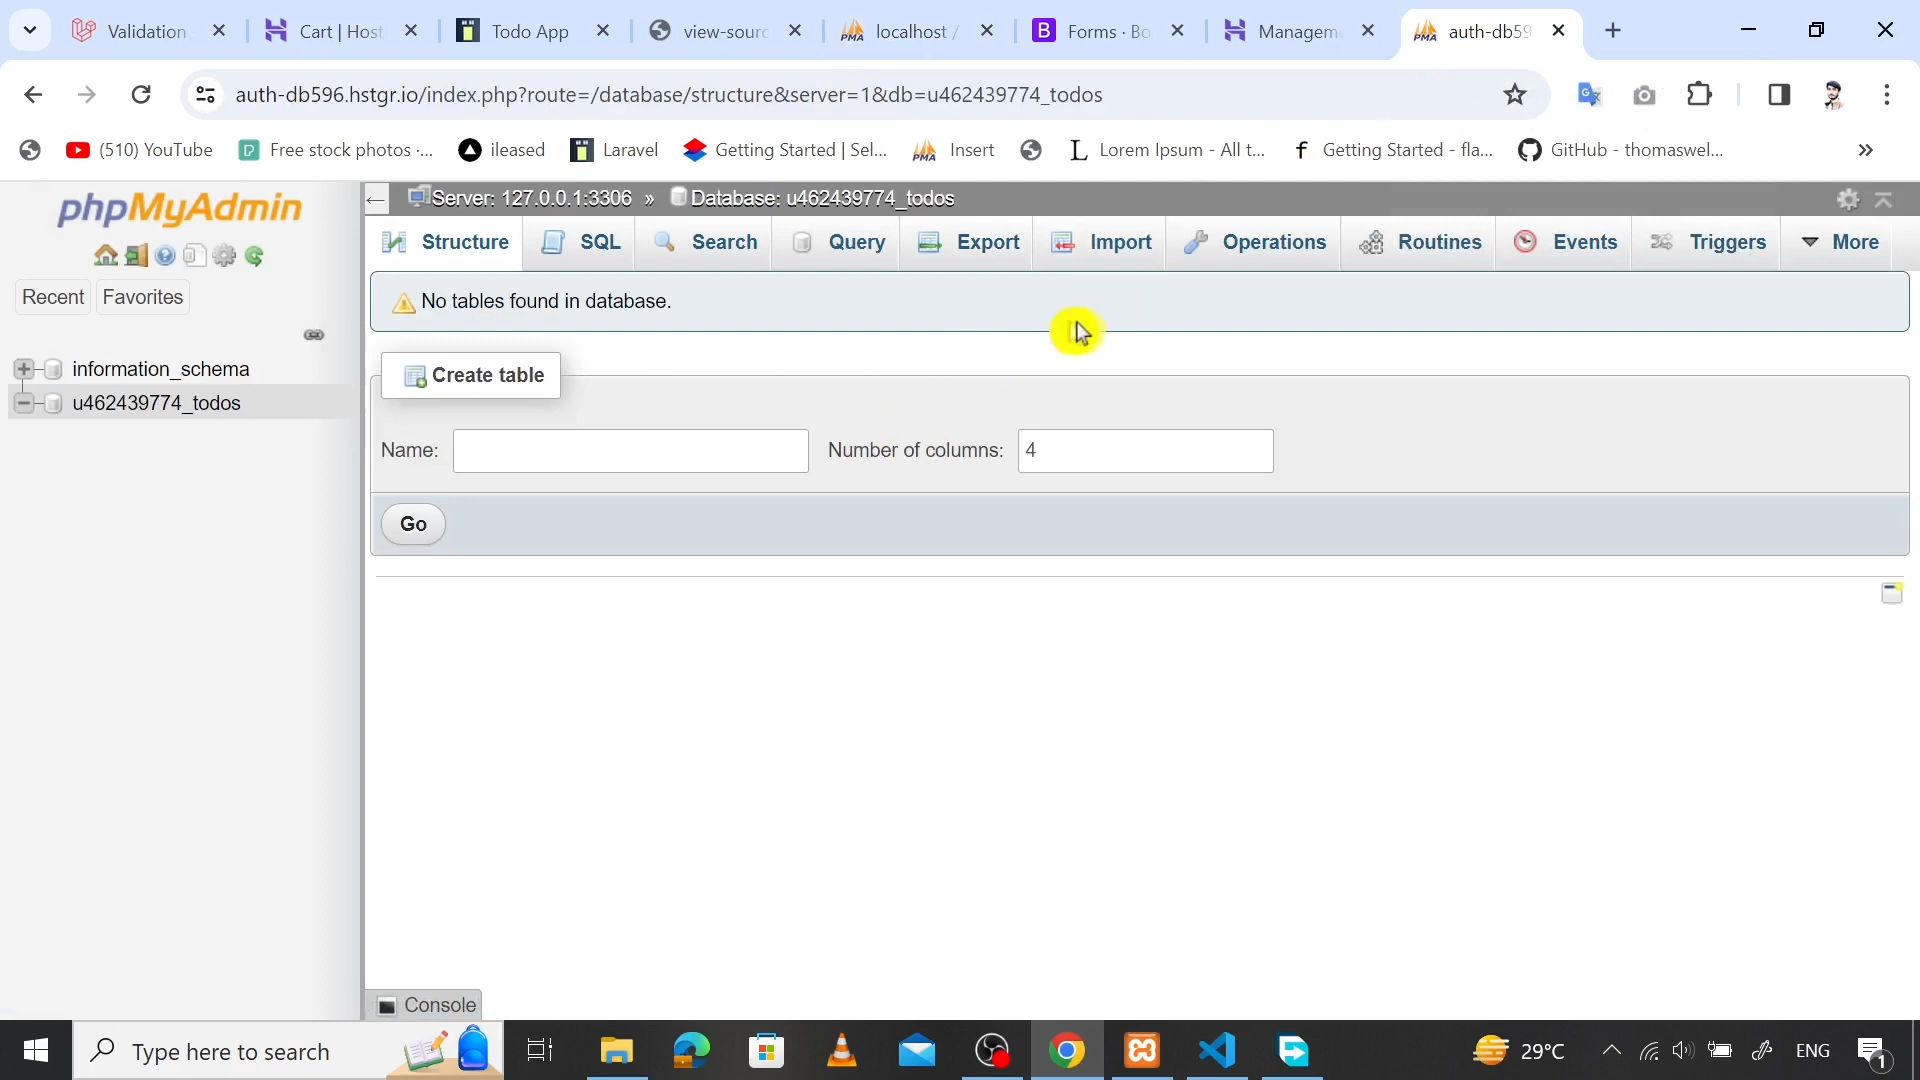 Validation
Cart | Host
Todo App
view-sourc
localhost /
Forms · Bo
Managem
auth-db59
auth-db596.hstgr.io/index.php?route=/database/structure&server=1&db=u462439774_todos
(510) YouTube
Free stock photos ·...
ileased
Laravel
Getting Started | Sel...
Insert
Lorem Ipsum - All t...
Getting Started - fla...
GitHub - thomaswel...
phpMyAdmin
Recent
Favorites
information_schema
u462439774_todos
Server: 127.0.0.1:3306 » Database: u462439774_todos
Structure
SQL
Search
Query
Export
Import
Operations
Routines
Events
Triggers
More
No tables found in database.
Create table
Name:
Number of columns: 4
Go
Console
Type here to search
29°C
ENG
1